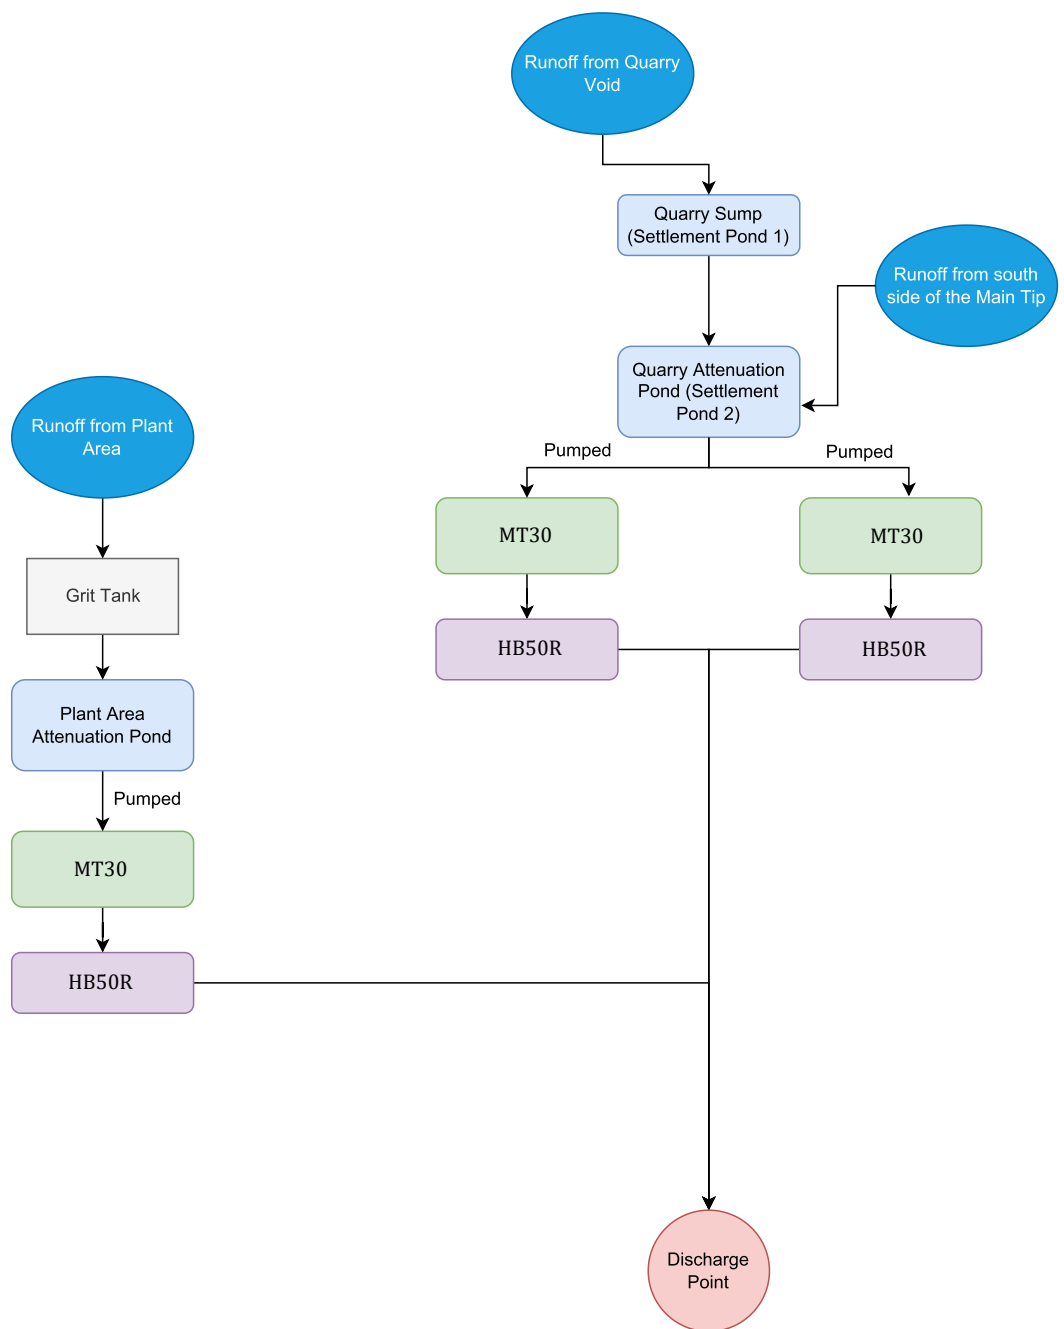 Runoff from Quarry
Void
Quarry Sump
(Settlement Pond 1)
Runoff from south
side of the Main Tip
Quarry Attenuation
Pond (Settlement
Pond 2)
Runoff from Plant
Area
Pumped
Pumped
MT30
MT30
Grit Tank
HB50R
HB50R
Plant Area
Attenuation Pond
Pumped
MT30
HB50R
Discharge
Point